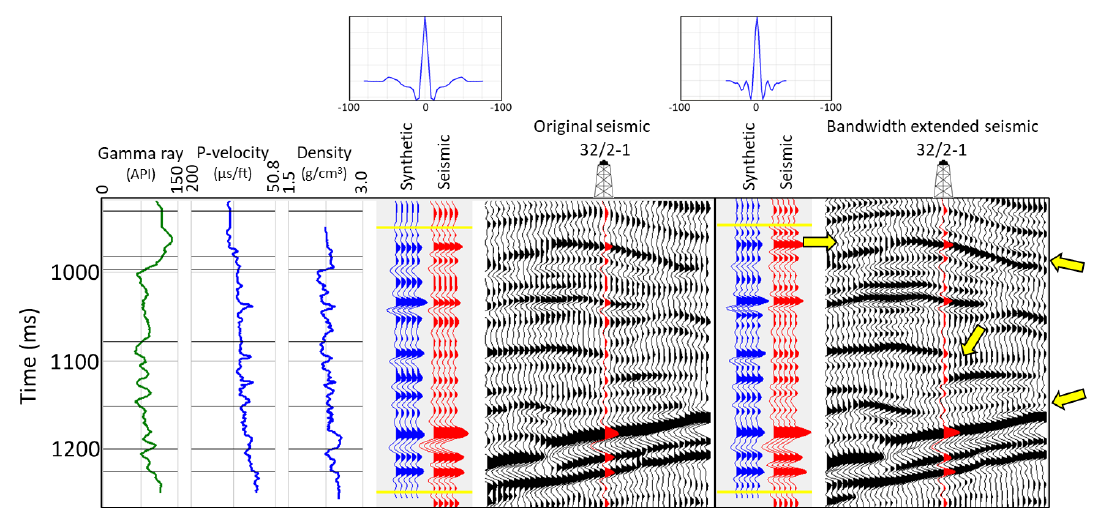 -100 0 -100
-100 0 -100
Original seismic
32/2-1
Bandwidth extended seismic
32/2-1
Gamma ray
(API)
0 150
P-velocity
(µs/ft)
200 50.8
Density
(g/cm³)
1.5 3.0
Synthetic
Seismic
Synthetic
Seismic
Time (ms)
1000
1100
1200